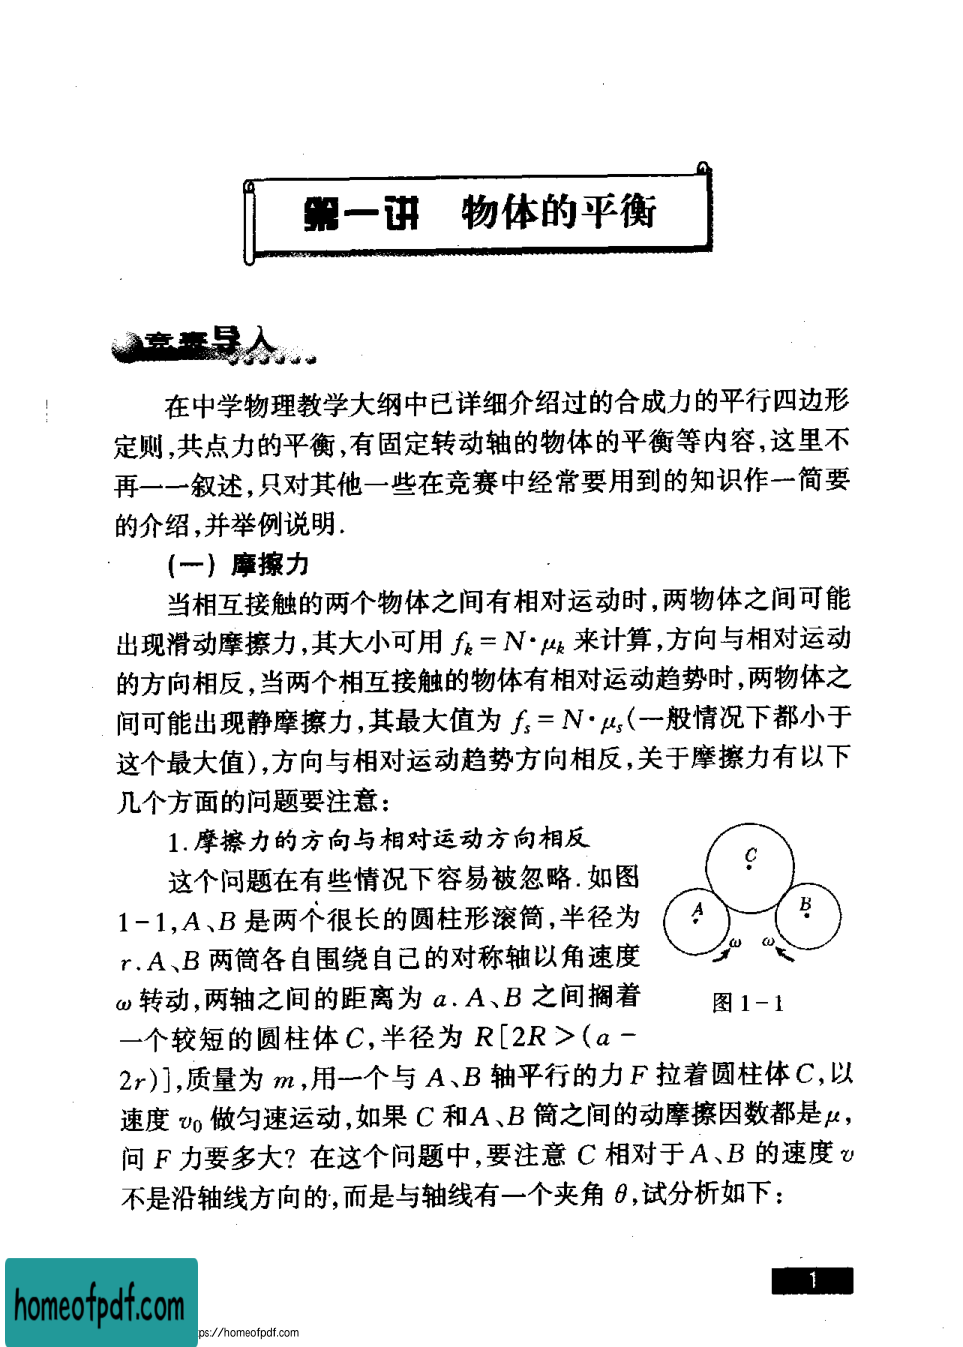 第一讲 物体的平衡
竞赛导入
在中学物理教学大纲中已详细介绍过的合成力的平行四边形
定则,共点力的平衡,有固定转动轴的物体的平衡等内容,这里不
再一一叙述,只对其他一些在竞赛中经常要用到的知识作一简要
的介绍,并举例说明.
(一) 摩擦力
当相互接触的两个物体之间有相对运动时,两物体之间可能
出现滑动摩擦力,其大小可用 fk = N·μk 来计算,方向与相对运动
的方向相反,当两个相互接触的物体有相对运动趋势时,两物体之
间可能出现静摩擦力,其最大值为 fs = N·μs(一般情况下都小于
这个最大值),方向与相对运动趋势方向相反,关于摩擦力有以下
几个方面的问题要注意:
1.摩擦力的方向与相对运动方向相反
这个问题在有些情况下容易被忽略.如图
1-1,A、B 是两个很长的圆柱形滚筒,半径为
r.A、B 两筒各自围绕自己的对称轴以角速度
ω 转动,两轴之间的距离为 a.A、B 之间搁着
一个较短的圆柱体 C,半径为 R[2R>(a-
2r)],质量为 m,用一个与 A、B 轴平行的力 F 拉着圆柱体 C,以
速度 v0 做匀速运动,如果 C 和 A、B 筒之间的动摩擦因数都是 μ,
问 F 力要多大? 在这个问题中,要注意 C 相对于 A、B 的速度 v
不是沿轴线方向的,而是与轴线有一个夹角 θ,试分析如下:
C
A
B
ω
ω
图 1-1
1
homeofpdf.com
ps://homeofpdf.com